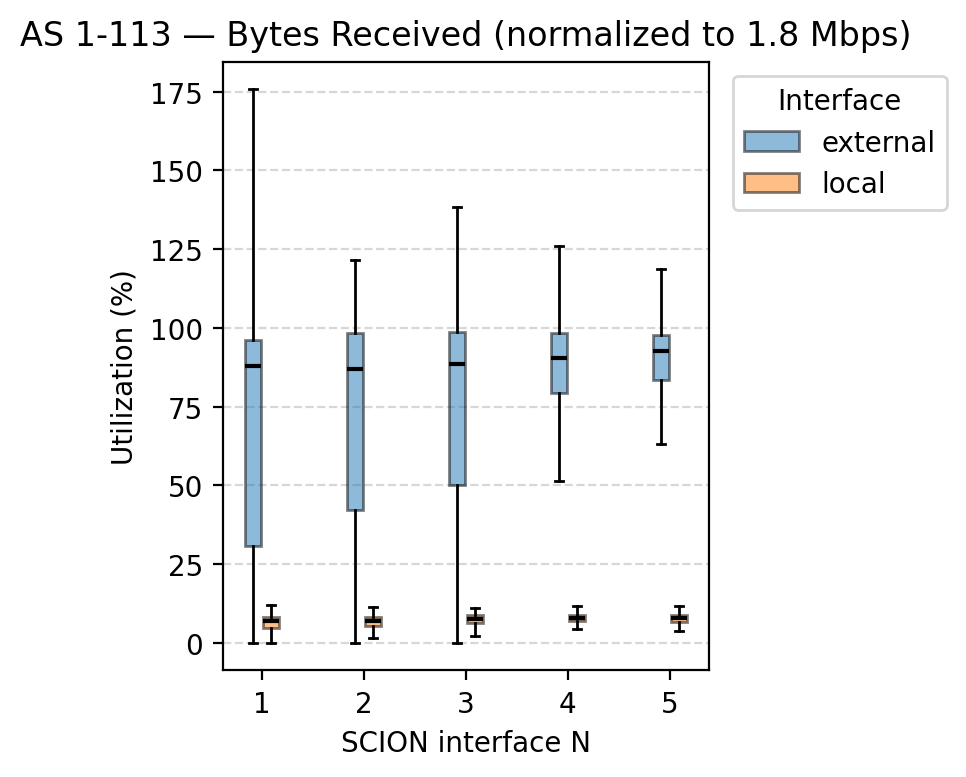 AS 1-113 — Bytes Received (normalized to 1.8 Mbps)
Interface
external
local
Utilization (%)
175
150
125
100
75
50
25
0
1 2 3 4 5
SCION interface N